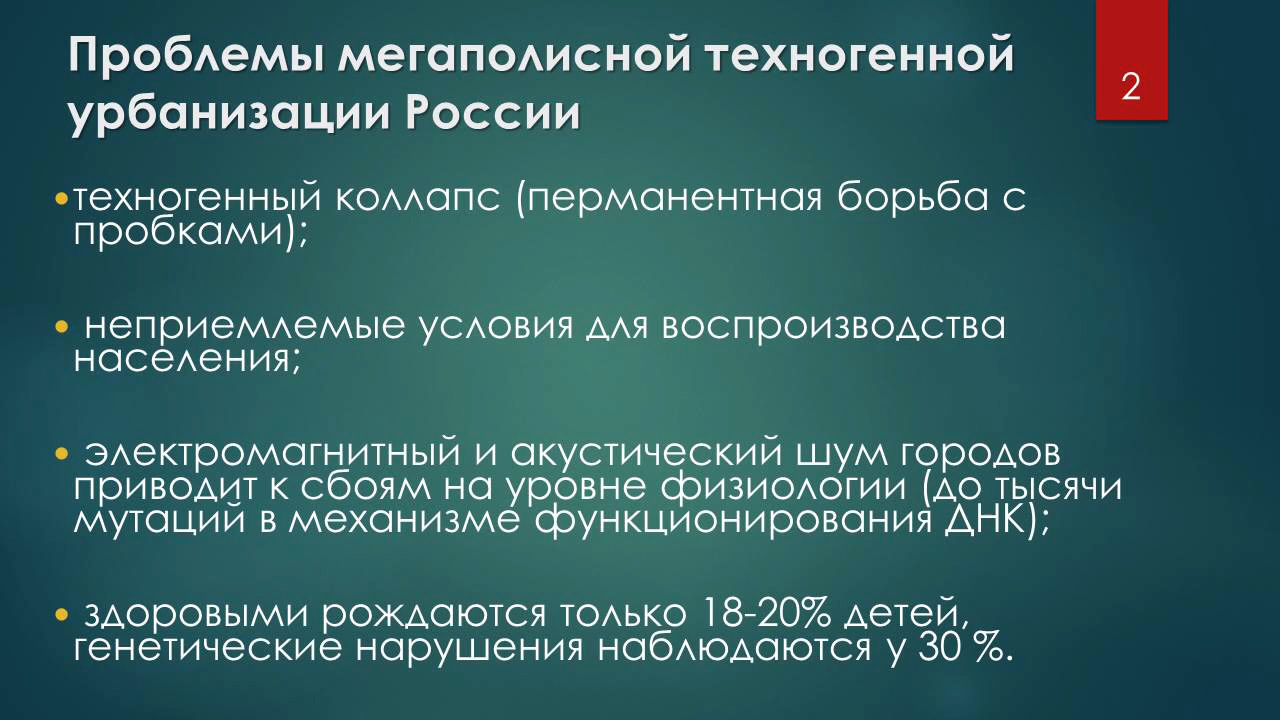 Проблемы мегаполисной техногенной
урбанизации России
2
•техногенный коллапс (перманентная борьба с
пробками);
• неприемлемые условия для воспроизводства
населения;
• электромагнитный и акустический шум городов
приводит к сбоям на уровне физиологии (до тысячи
мутаций в механизме функционирования ДНК);
• здоровыми рождаются только 18-20% детей,
генетические нарушения наблюдаются у 30 %.